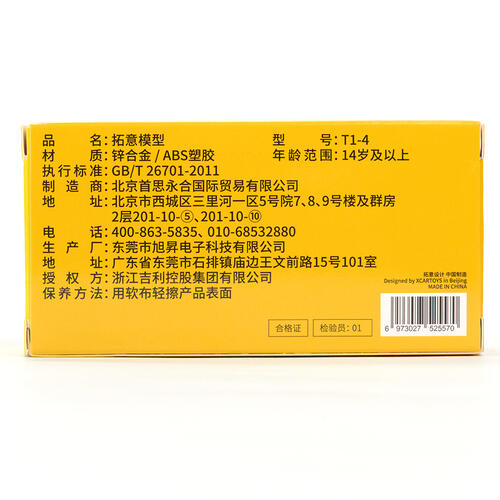 品 名：拓意模型 型 号：T1-4
材 质：锌合金 / ABS塑胶 年龄范围：14岁及以上
执行标准：GB/T 26701-2011
制 造 商：北京首思永合国际贸易有限公司
地 址：北京市西城区三里河一区5号院7、8、9号楼及群房
2层201-10-⑤、201-10-⑩
电 话：400-863-5835、010-68532880
生 产 厂：东莞市旭昇电子科技有限公司
地 址：广东省东莞市石排镇庙边王文前路15号101室
授 权 方：浙江吉利控股集团有限公司
保养方法：用软布轻擦产品表面
拓意设计 中国制造
Designed by XCARTOYS in Beijing
MADE IN CHINA
合格证 检验员：01
6 973027 525570